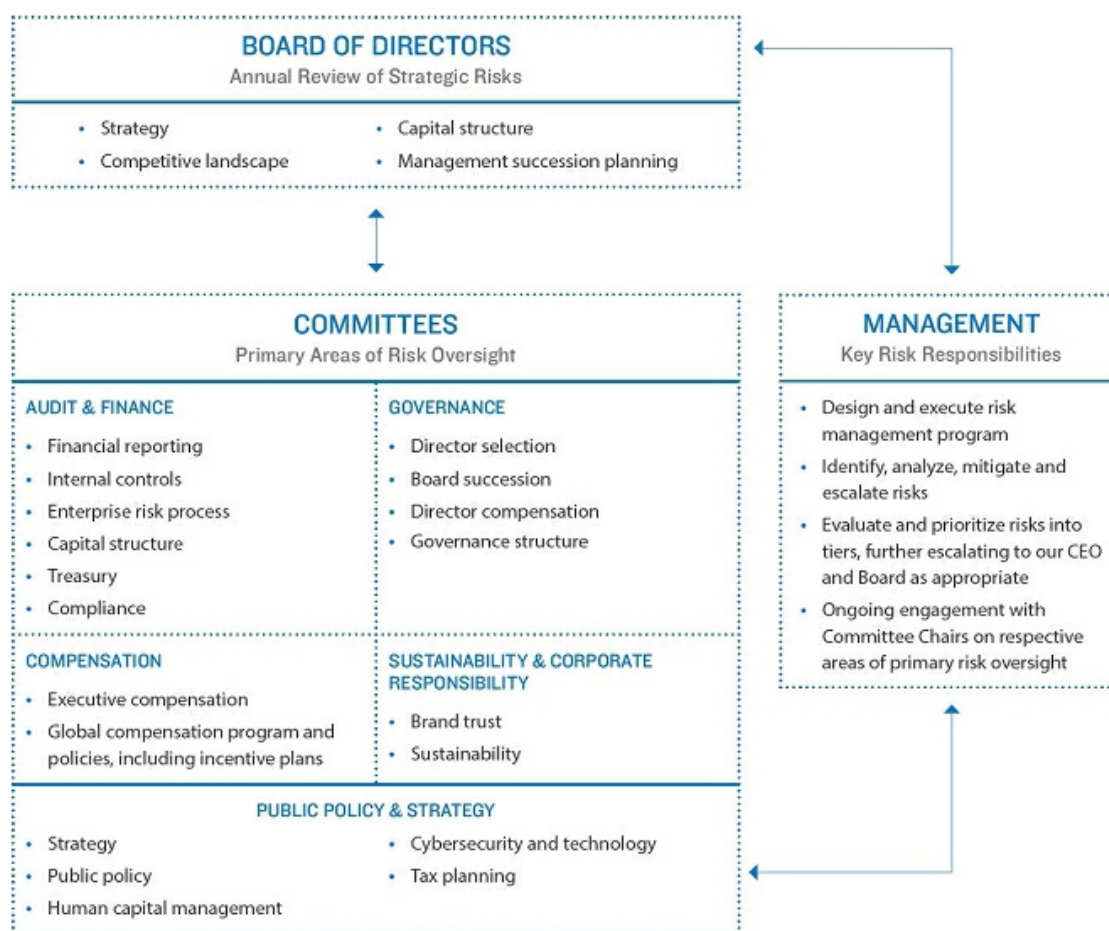 BOARD OF DIRECTORS
Annual Review of Strategic Risks
• Strategy
• Competitive landscape
• Capital structure
• Management succession planning
COMMITTEES
Primary Areas of Risk Oversight
AUDIT & FINANCE
• Financial reporting
• Internal controls
• Enterprise risk process
• Capital structure
• Treasury
• Compliance
GOVERNANCE
• Director selection
• Board succession
• Director compensation
• Governance structure
COMPENSATION
• Executive compensation
• Global compensation program and
policies, including incentive plans
SUSTAINABILITY & CORPORATE
RESPONSIBILITY
• Brand trust
• Sustainability
PUBLIC POLICY & STRATEGY
• Strategy
• Public policy
• Human capital management
• Cybersecurity and technology
• Tax planning
MANAGEMENT
Key Risk Responsibilities
• Design and execute risk
management program
• Identify, analyze, mitigate and
escalate risks
• Evaluate and prioritize risks into
tiers, further escalating to our CEO
and Board as appropriate
• Ongoing engagement with
Committee Chairs on respective
areas of primary risk oversight